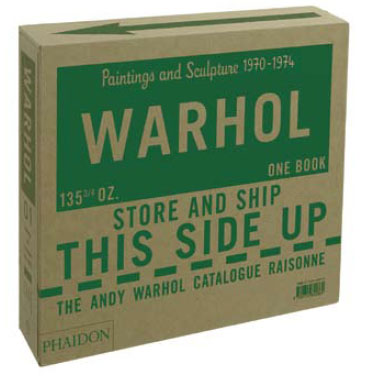 Paintings and Sculpture 1970-1974
WARHOL
ONE BOOK
135 3/4 OZ.
STORE AND SHIP
THIS SIDE UP
THE ANDY WARHOL CATALOGUE RAISONNE
PHAIDON
WARHOL